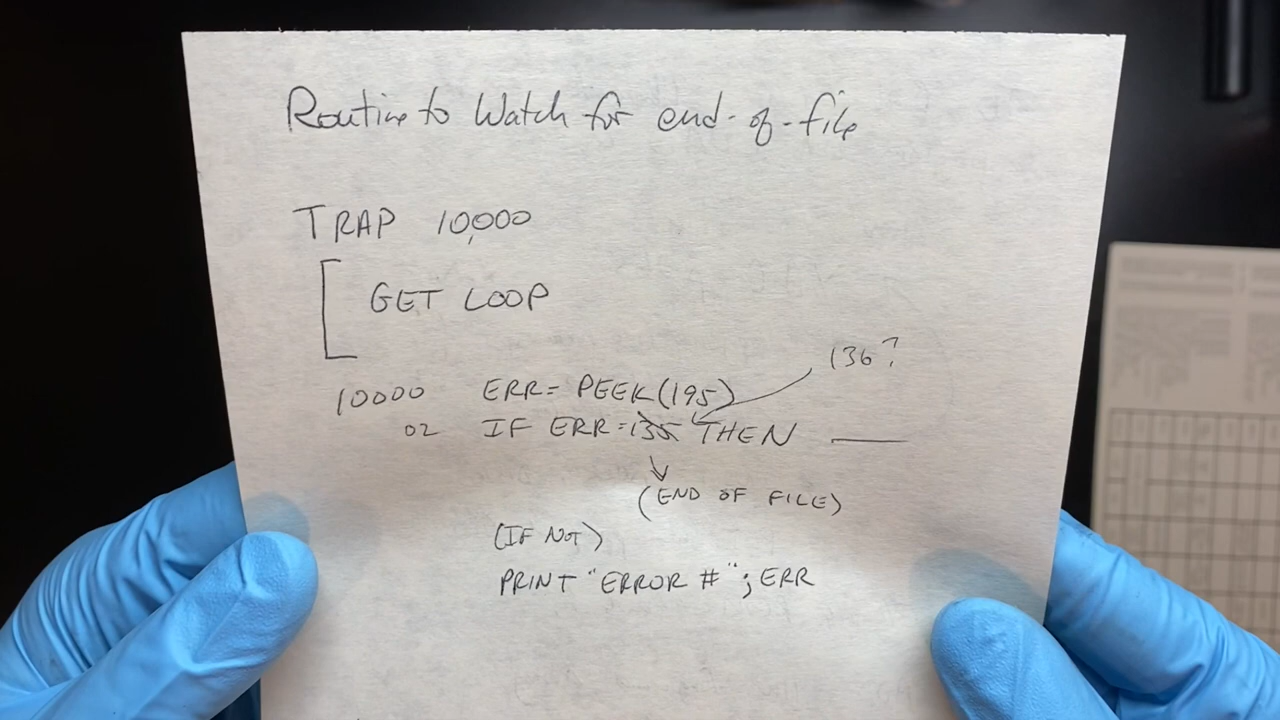 Routine to Watch for end-of-file
TRAP 10,000
GET LOOP
136?
10000 ERR= PEEK(195)
02 IF ERR=135 THEN ____
(END OF FILE)
(IF NOT)
PRINT "ERROR #"; ERR